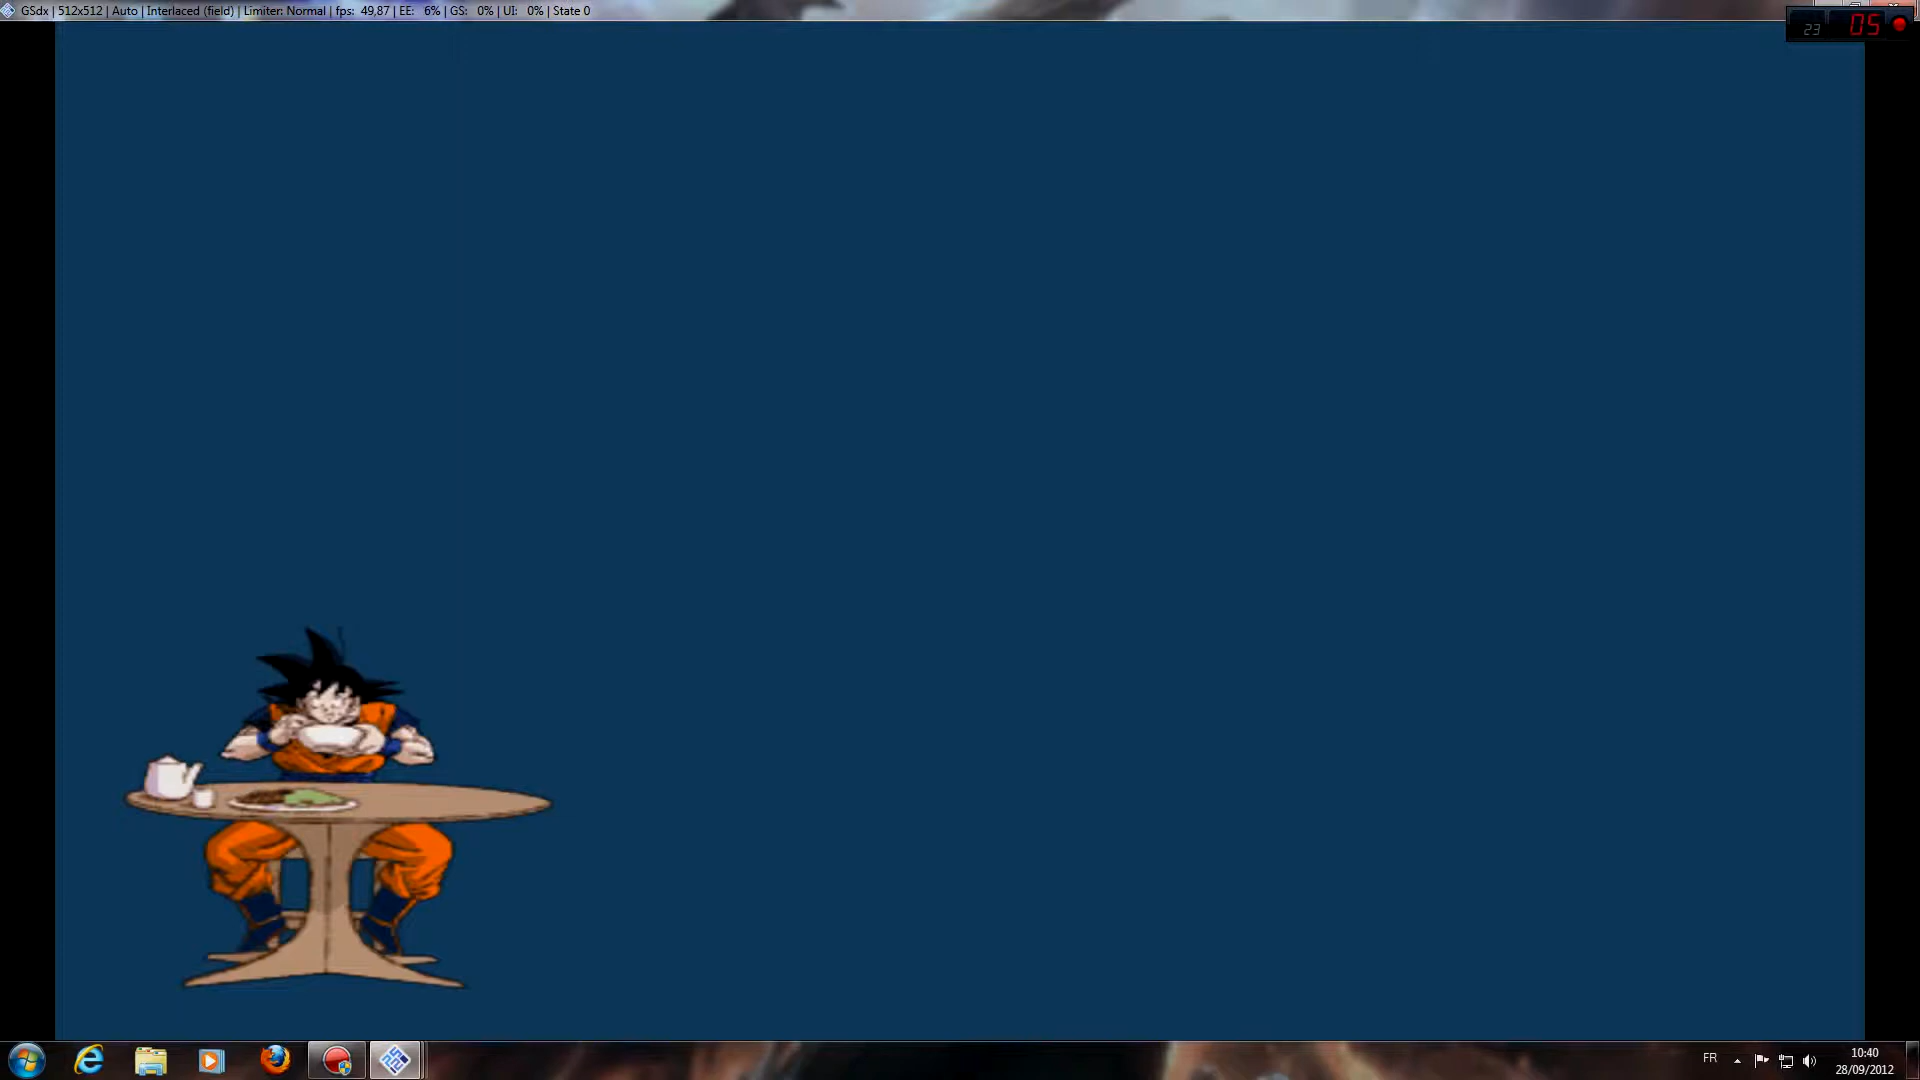 GSdx | 512x512 | Auto | Interlaced (field) | Limiter: Normal | fps: 49,87 | EE: 6% | GS: 0% | UI: 0% | State 0
23 05
FR
10:40
28/09/2012